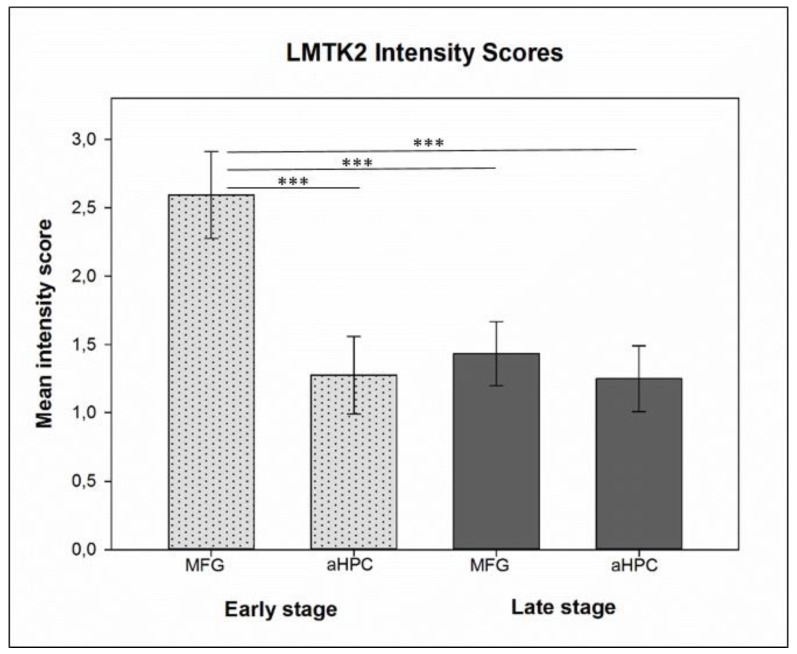 LMTK2 Intensity Scores
Mean intensity score
3,0
2,5
2,0
1,5
1,0
0,5
0,0
***
***
***
MFG aHPC MFG aHPC
Early stage Late stage